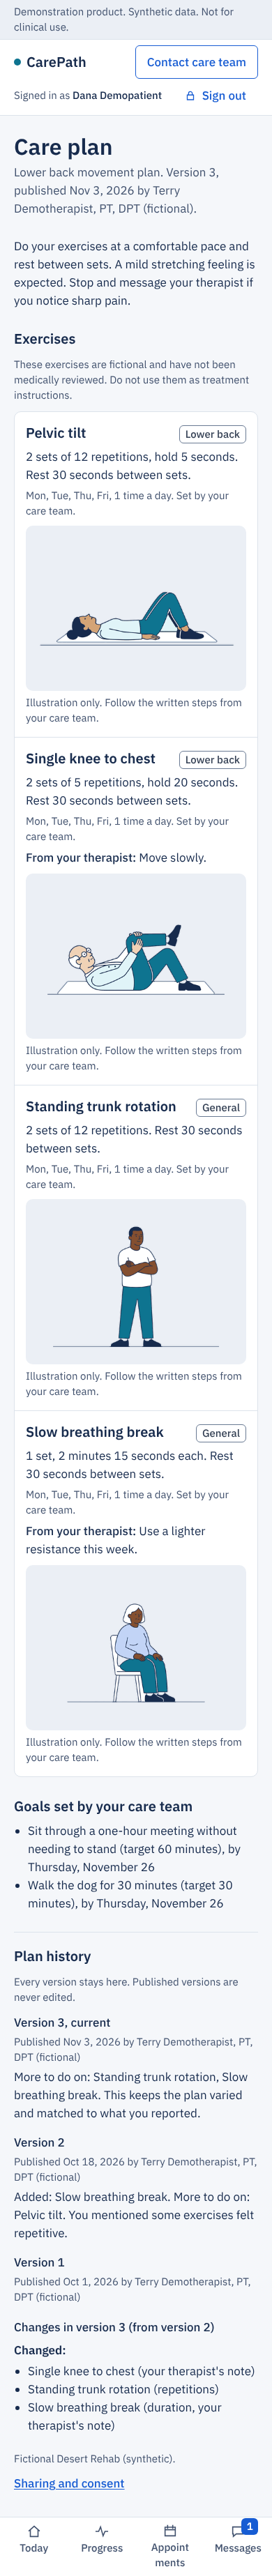 Demonstration product. Synthetic data. Not for
clinical use.
CarePath
Contact care team
Signed in as Dana Demopatient
Sign out
Care plan
Lower back movement plan. Version 3,
published Nov 3, 2026 by Terry
Demotherapist, PT, DPT (fictional).
Do your exercises at a comfortable pace and
rest between sets. A mild stretching feeling is
expected. Stop and message your therapist if
you notice sharp pain.
Exercises
These exercises are fictional and have not been
medically reviewed. Do not use them as treatment
instructions.
Pelvic tilt
Lower back
2 sets of 12 repetitions, hold 5 seconds.
Rest 30 seconds between sets.
Mon, Tue, Thu, Fri, 1 time a day. Set by your
care team.
Illustration only. Follow the written steps from
your care team.
Single knee to chest
Lower back
2 sets of 5 repetitions, hold 20 seconds.
Rest 30 seconds between sets.
Mon, Tue, Thu, Fri, 1 time a day. Set by your
care team.
From your therapist: Move slowly.
Illustration only. Follow the written steps from
your care team.
Standing trunk rotation
General
2 sets of 12 repetitions. Rest 30 seconds
between sets.
Mon, Tue, Thu, Fri, 1 time a day. Set by your
care team.
Illustration only. Follow the written steps from
your care team.
Slow breathing break
General
1 set, 2 minutes 15 seconds each. Rest
30 seconds between sets.
Mon, Tue, Thu, Fri, 1 time a day. Set by your
care team.
From your therapist: Use a lighter
resistance this week.
Illustration only. Follow the written steps from
your care team.
Goals set by your care team
Sit through a one-hour meeting without
needing to stand (target 60 minutes), by
Thursday, November 26
Walk the dog for 30 minutes (target 30
minutes), by Thursday, November 26
Plan history
Every version stays here. Published versions are
never edited.
Version 3, current
Published Nov 3, 2026 by Terry Demotherapist, PT,
DPT (fictional)
More to do on: Standing trunk rotation, Slow
breathing break. This keeps the plan varied
and matched to what you reported.
Version 2
Published Oct 18, 2026 by Terry Demotherapist, PT,
DPT (fictional)
Added: Slow breathing break. More to do on:
Pelvic tilt. You mentioned some exercises felt
repetitive.
Version 1
Published Oct 1, 2026 by Terry Demotherapist, PT,
DPT (fictional)
Changes in version 3 (from version 2)
Changed:
Single knee to chest (your therapist's note)
Standing trunk rotation (repetitions)
Slow breathing break (duration, your
therapist's note)
Fictional Desert Rehab (synthetic).
Sharing and consent
1
Today
Progress
Appoint
ments
Messages